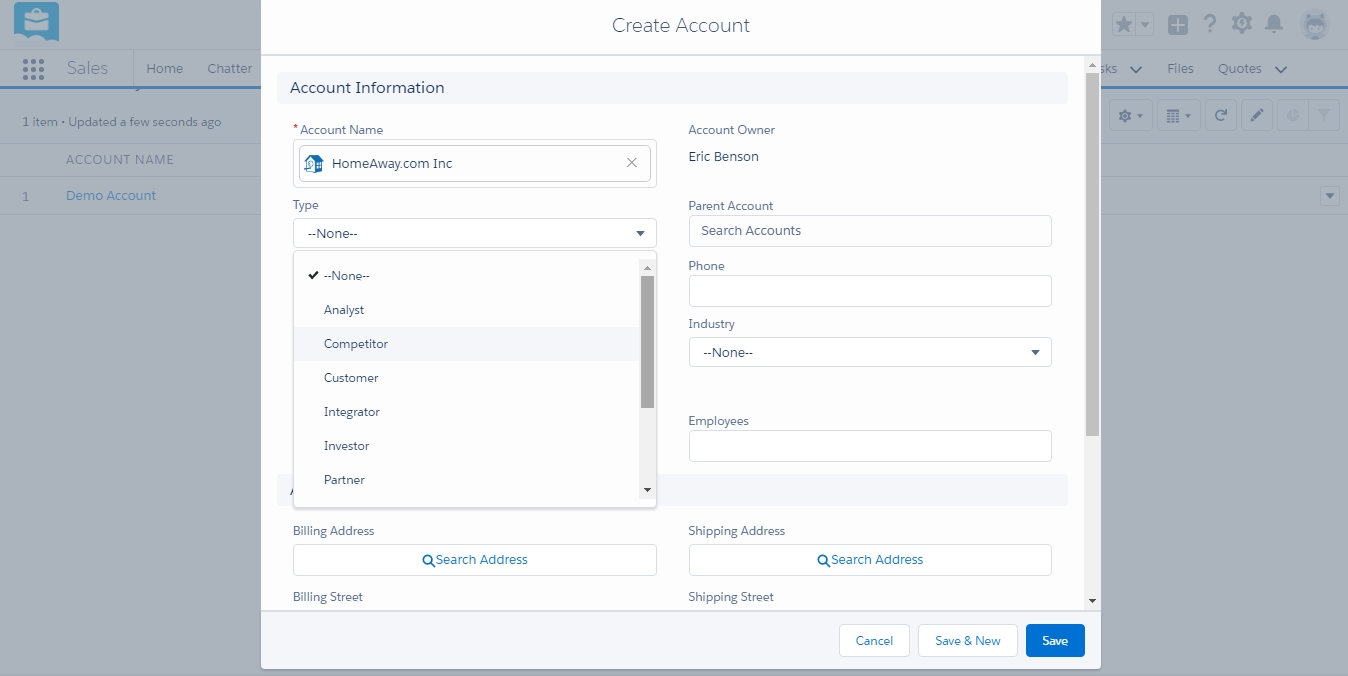 Create Account
Sales
Home
Chatter
sks
Files
Quotes
1 item • Updated a few seconds ago
ACCOUNT NAME
1
Demo Account
Account Information
*Account Name
HomeAway.com Inc
Account Owner
Eric Benson
Type
--None--
Parent Account
Search Accounts
--None--
Analyst
Competitor
Customer
Integrator
Investor
Partner
Phone
Industry
--None--
Employees
Billing Address
Search Address
Shipping Address
Search Address
Billing Street
Shipping Street
Cancel
Save & New
Save